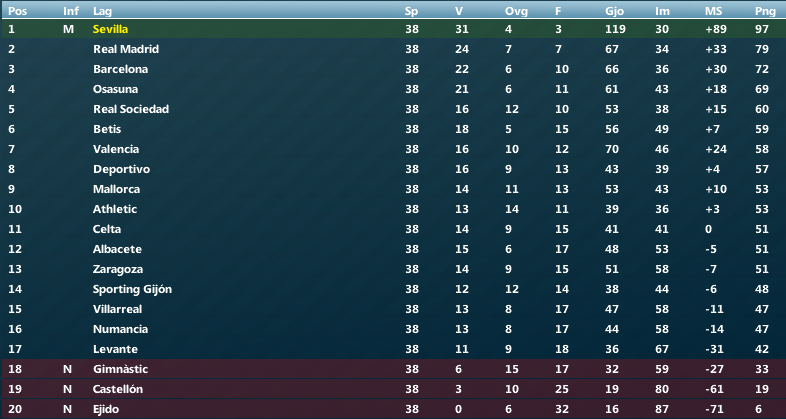 Pos Inf Lag Sp V Ovg F Gjo Im MS Png
1 M Sevilla 38 31 4 3 119 30 +89 97
2 Real Madrid 38 24 7 7 67 34 +33 79
3 Barcelona 38 22 6 10 66 36 +30 72
4 Osasuna 38 21 6 11 61 43 +18 69
5 Real Sociedad 38 16 12 10 53 38 +15 60
6 Betis 38 18 5 15 56 49 +7 59
7 Valencia 38 16 10 12 70 46 +24 58
8 Deportivo 38 16 9 13 43 39 +4 57
9 Mallorca 38 14 11 13 53 43 +10 53
10 Athletic 38 13 14 11 39 36 +3 53
11 Celta 38 14 9 15 41 41 0 51
12 Albacete 38 15 6 17 48 53 -5 51
13 Zaragoza 38 14 9 15 51 58 -7 51
14 Sporting Gijón 38 12 12 14 38 44 -6 48
15 Villarreal 38 13 8 17 47 58 -11 47
16 Numancia 38 13 8 17 44 58 -14 47
17 Levante 38 11 9 18 36 67 -31 42
18 N Gimnàstic 38 6 15 17 32 59 -27 33
19 N Castellón 38 3 10 25 19 80 -61 19
20 N Ejido 38 0 6 32 16 87 -71 6